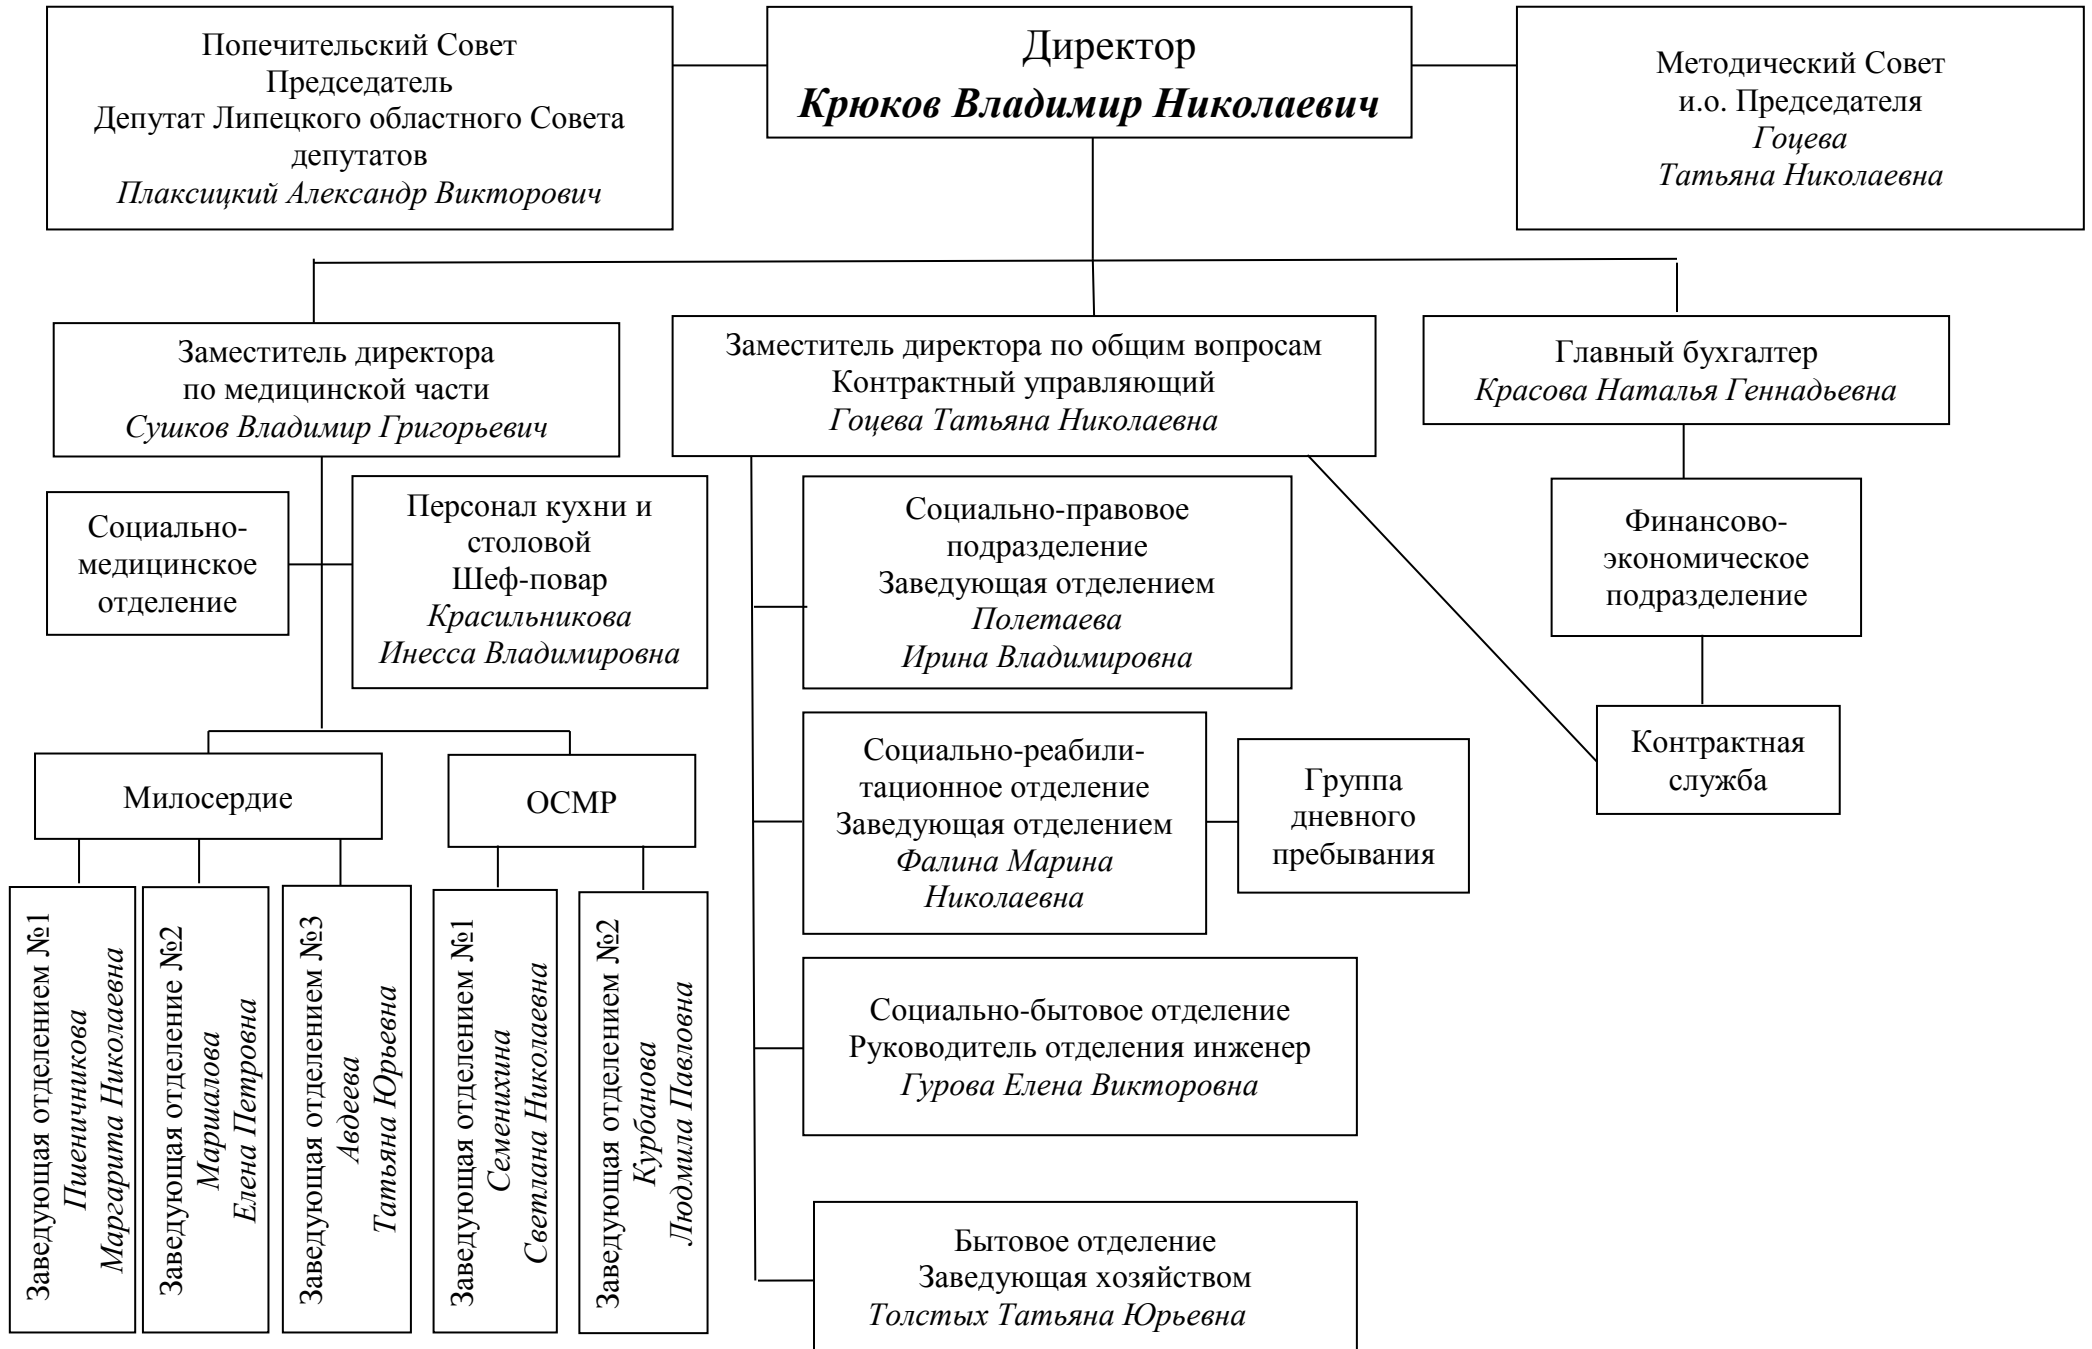 Попечительский Совет
Председатель
Депутат Липецкого областного Совета
депутатов
Плаксицкий Александр Викторович
Директор
Крюков Владимир Николаевич
Методический Совет
и.о. Председателя
Гоцева
Татьяна Николаевна
Заместитель директора
по медицинской части
Сушков Владимир Григорьевич
Заместитель директора по общим вопросам
Контрактный управляющий
Гоцева Татьяна Николаевна
Главный бухгалтер
Красова Наталья Геннадьевна
Социально-
медицинское
отделение
Персонал кухни и
столовой
Шеф-повар
Красильникова
Инесса Владимировна
Социально-правовое
подразделение
Заведующая отделением
Полетаева
Ирина Владимировна
Финансово-
экономическое
подразделение
Милосердие
ОСМР
Социально-реабили-
тационное отделение
Заведующая отделением
Фалина Марина
Николаевна
Группа
дневного
пребывания
Контрактная
служба
Заведующая отделением №1
Пшеничникова
Маргарита Николаевна
Заведующая отделение №2
Маршалова
Елена Петровна
Заведующая отделением №3
Авдеева
Татьяна Юрьевна
Заведующая отделением №1
Семенихина
Светлана Николаевна
Заведующая отделением №2
Курбанова
Людмила Павловна
Социально-бытовое отделение
Руководитель отделения инженер
Гурова Елена Викторовна
Бытовое отделение
Заведующая хозяйством
Толстых Татьяна Юрьевна